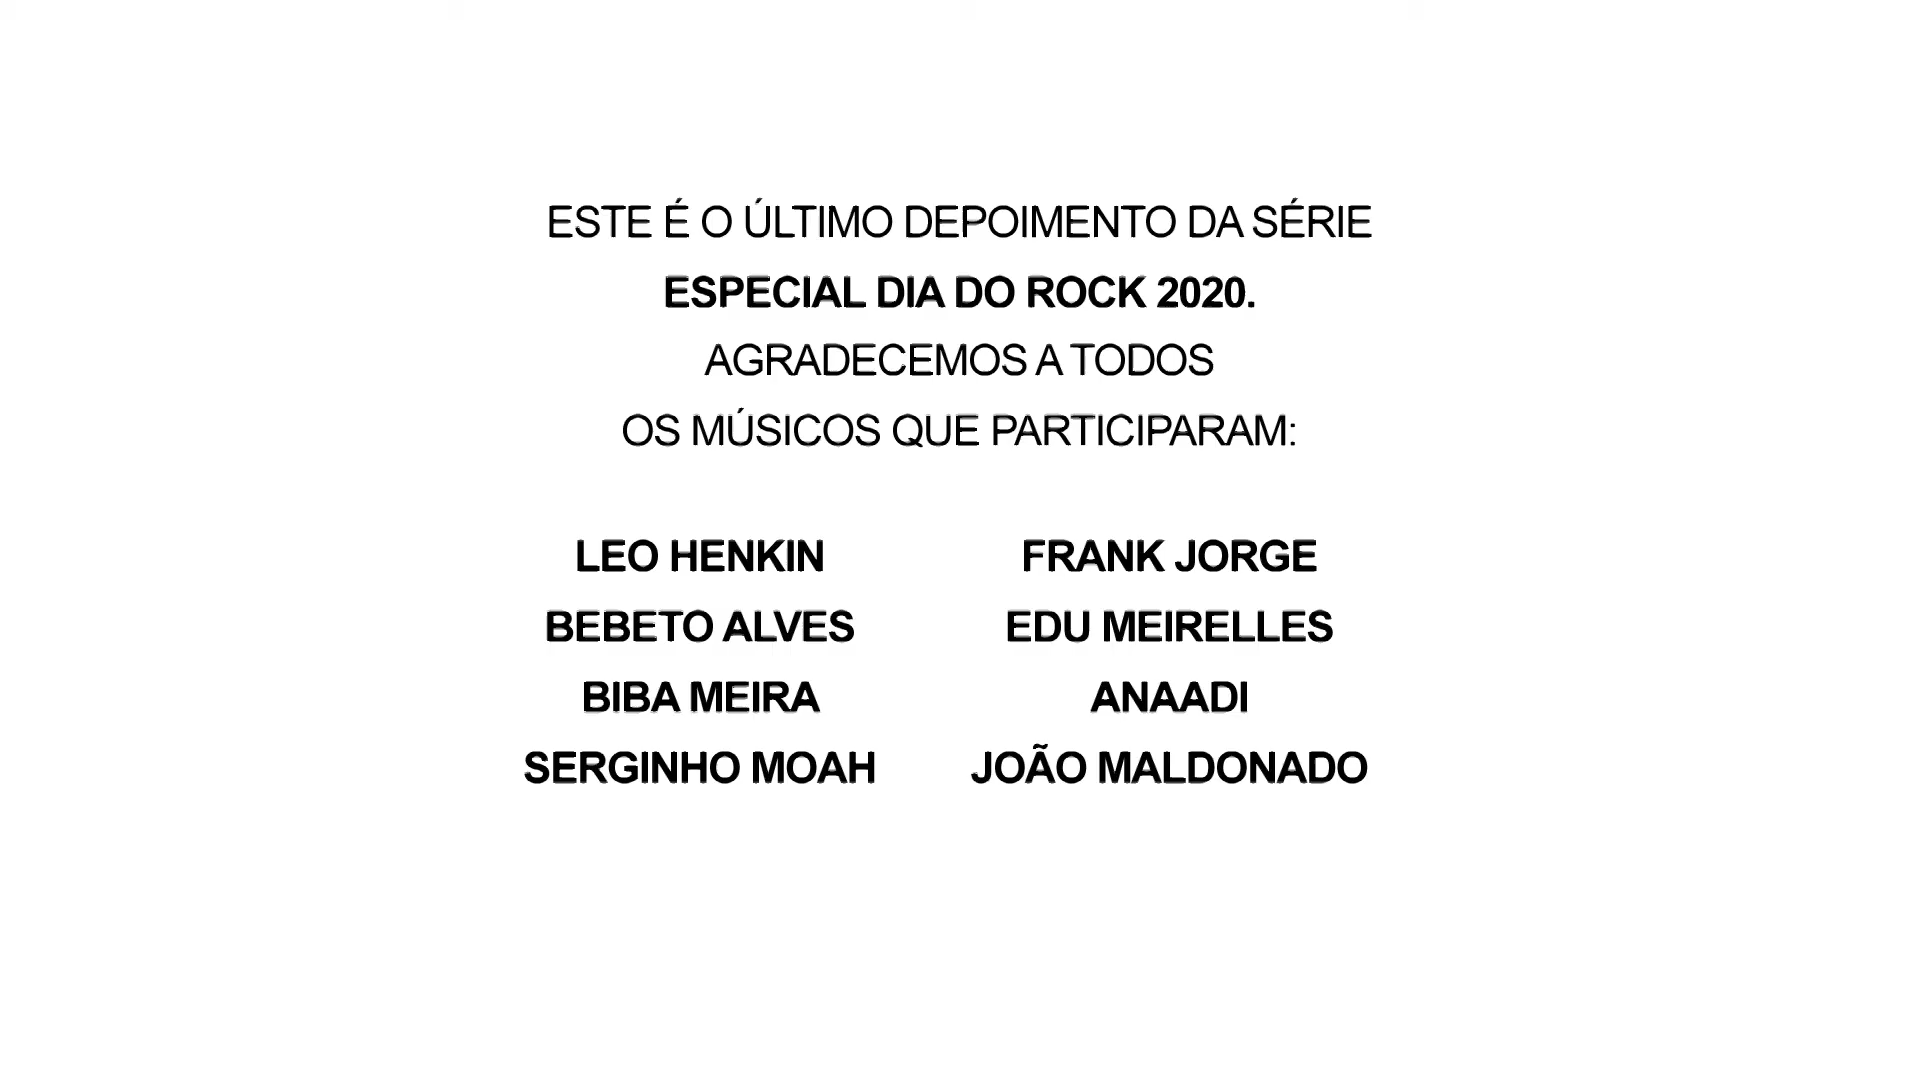 ESTE É O ÚLTIMO DEPOIMENTO DA SÉRIE
ESPECIAL DIA DO ROCK 2020.
AGRADECEMOS A TODOS
OS MÚSICOS QUE PARTICIPARAM:
LEO HENKIN
BEBETO ALVES
BIBA MEIRA
SERGINHO MOAH
FRANK JORGE
EDU MEIRELLES
ANAADI
JOÃO MALDONADO